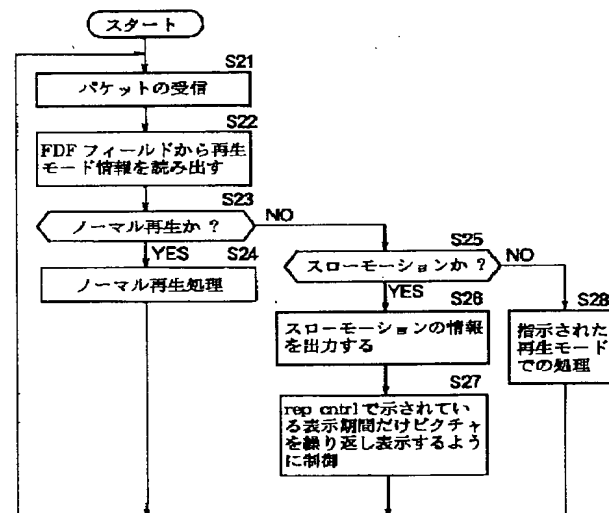 スタート
S21
パケットの受信
S22
FDF フィールドから再生
モード情報を読み出す
S23
ノーマル再生か ?
NO
YES
S24
ノーマル再生処理
S25
スローモーションか ?
NO
YES
S26
スローモーションの情報
を出力する
S27
rep cntrlで示されてい
る表示期間だけピクチャ
を繰り返し表示するよう
に制御
S28
指示された
再生モード
での処理